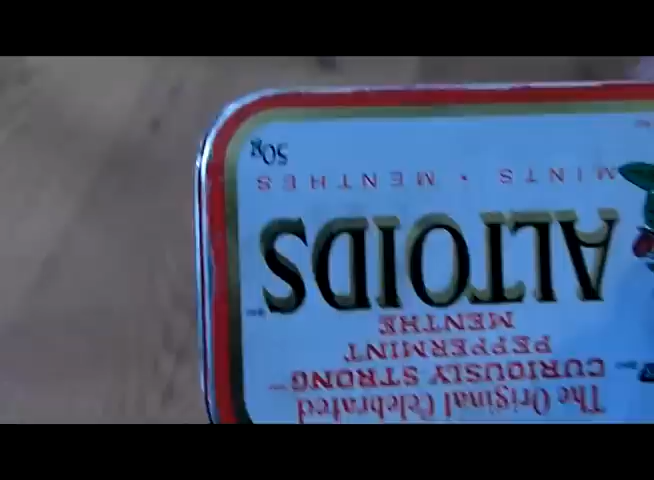 The Original Celebrated
CURIOUSLY STRONG
PEPPERMINT
MENTHE
ALTOIDS
MINTS • MENTHES
50g